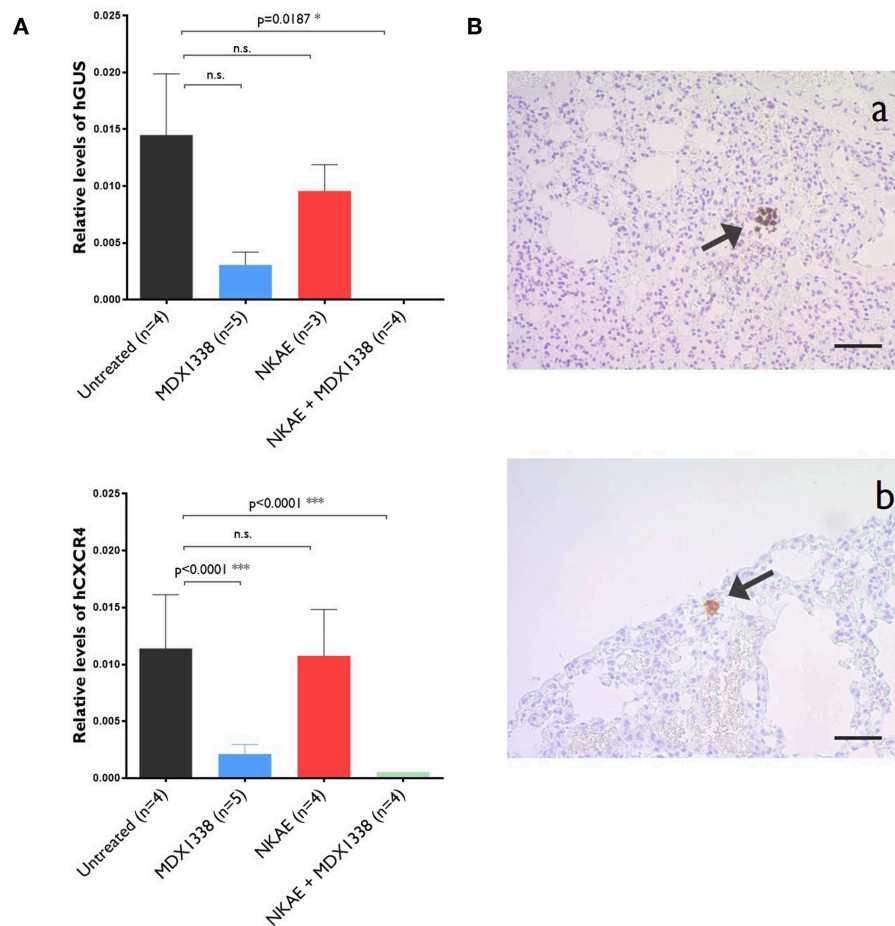 A
B
p=0.0187 *
n.s.
n.s.
Relative levels of hGUS
0.025
0.020
0.015
0.010
0.005
0.000
Untreated (n=4)
MDX1338 (n=5)
NKAE (n=3)
NKAE + MDX1338 (n=4)
a
p<0.0001 ***
n.s.
p<0.0001 ***
Relative levels of hCXCR4
0.025
0.020
0.015
0.010
0.005
0.000
Untreated (n=4)
MDX1338 (n=5)
NKAE (n=4)
NKAE + MDX1338 (n=4)
b